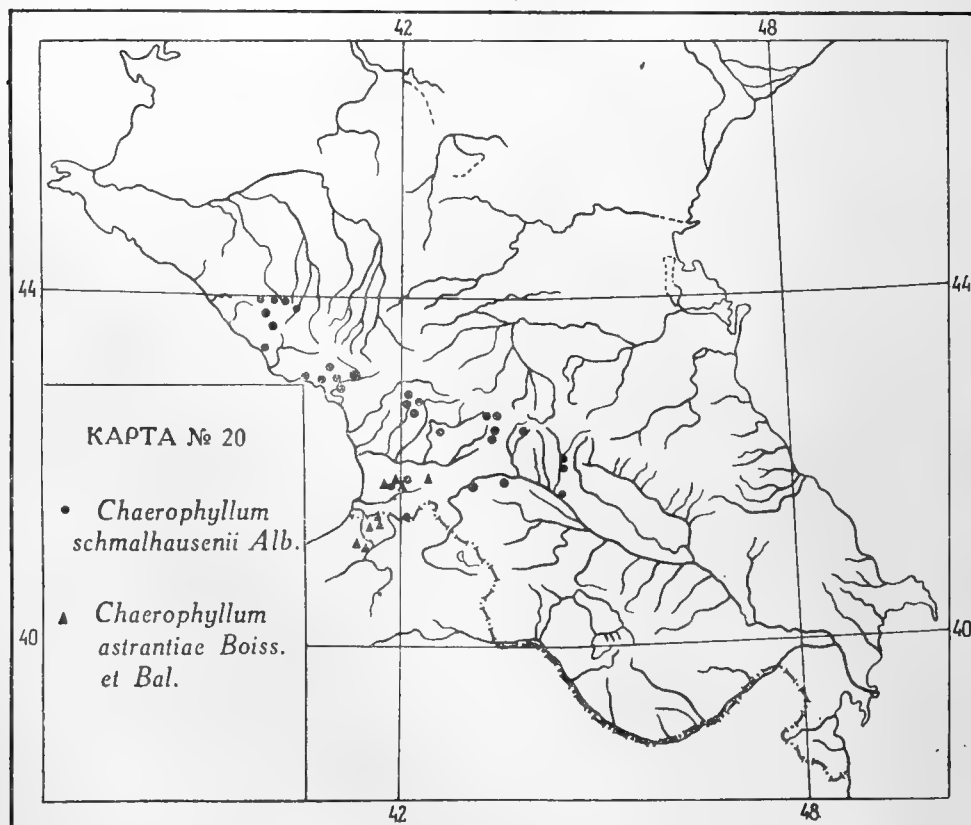 42 48
44 44
КАРТА № 20
Chaerophyllum
schmalhausenii Alb.
Chaerophyllum
astrantiae Boiss.
et Bal.
40 40
42 48